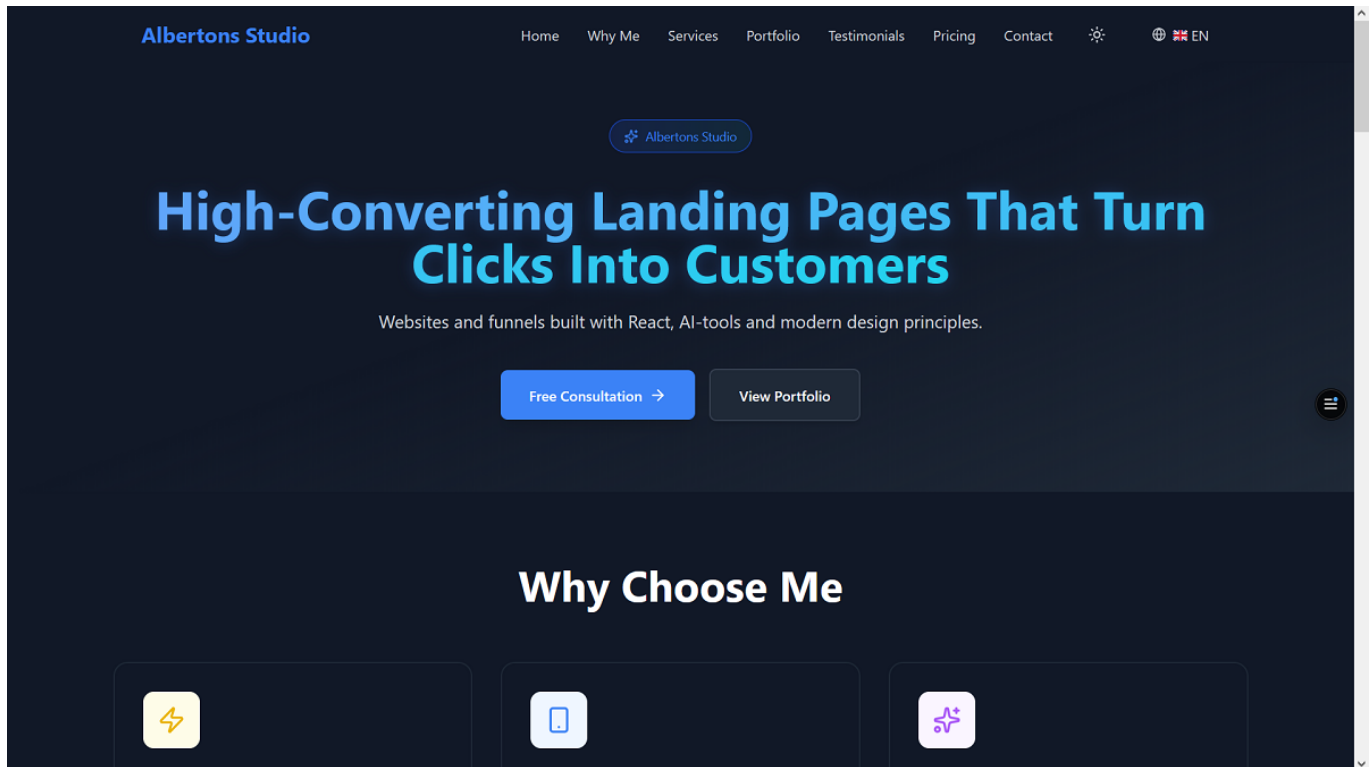 Albertons Studio
Home Why Me Services Portfolio Testimonials Pricing Contact EN
Albertons Studio
High-Converting Landing Pages That Turn
Clicks Into Customers
Websites and funnels built with React, AI-tools and modern design principles.
Free Consultation View Portfolio
Why Choose Me